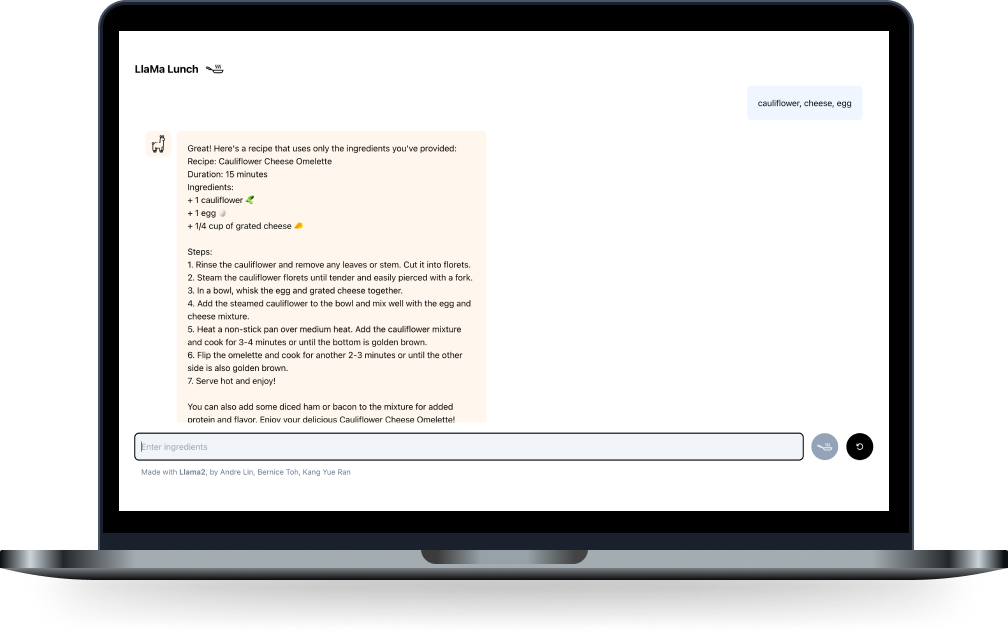 LlaMa Lunch
cauliflower, cheese, egg
Great! Here's a recipe that uses only the ingredients you've provided:
Recipe: Cauliflower Cheese Omelette
Duration: 15 minutes
Ingredients:
+ 1 cauliflower 🥬
+ 1 egg 🥚
+ 1/4 cup of grated cheese 🧀

Steps:
1. Rinse the cauliflower and remove any leaves or stem. Cut it into florets.
2. Steam the cauliflower florets until tender and easily pierced with a fork.
3. In a bowl, whisk the egg and grated cheese together.
4. Add the steamed cauliflower to the bowl and mix well with the egg and
cheese mixture.
5. Heat a non-stick pan over medium heat. Add the cauliflower mixture
and cook for 3-4 minutes or until the bottom is golden brown.
6. Flip the omelette and cook for another 2-3 minutes or until the other
side is also golden brown.
7. Serve hot and enjoy!

You can also add some diced ham or bacon to the mixture for added
protein and flavor. Enjoy your delicious Cauliflower Cheese Omelette!
Enter ingredients
Made with Llama2, by Andre Lin, Bernice Toh, Kang Yue Ran